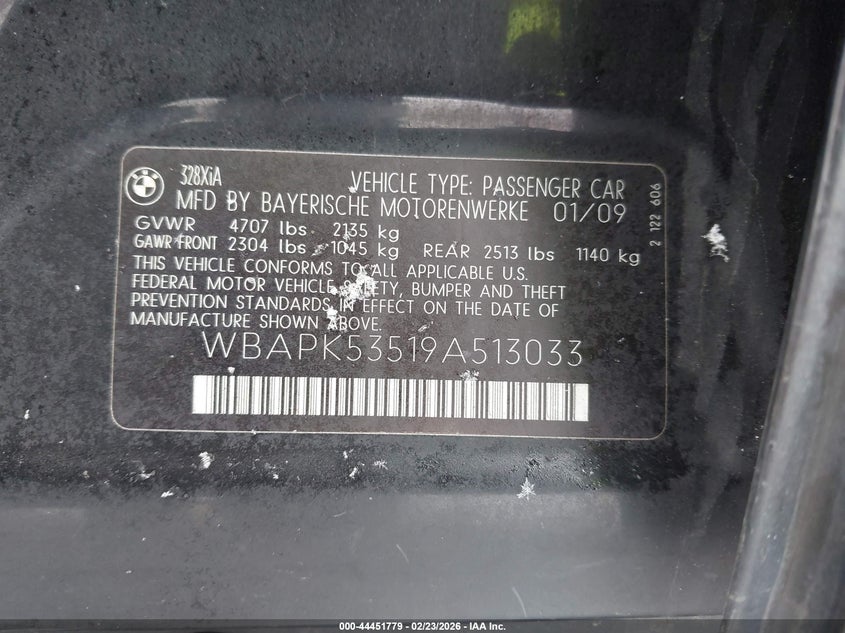 328XiA
VEHICLE TYPE: PASSENGER CAR
MFD BY BAYERISCHE MOTORENWERKE 01/09
GVWR 4707 lbs 2135 kg
GAWR FRONT 2304 lbs 1045 kg REAR 2513 lbs 1140 kg
THIS VEHICLE CONFORMS TO ALL APPLICABLE U.S.
FEDERAL MOTOR VEHICLE SAFETY, BUMPER AND THEFT
PREVENTION STANDARDS IN EFFECT ON THE DATE OF
MANUFACTURE SHOWN ABOVE.
WBAPK53519A513033
2 122 606
000-44451779 - 02/23/2026 - IAA Inc.